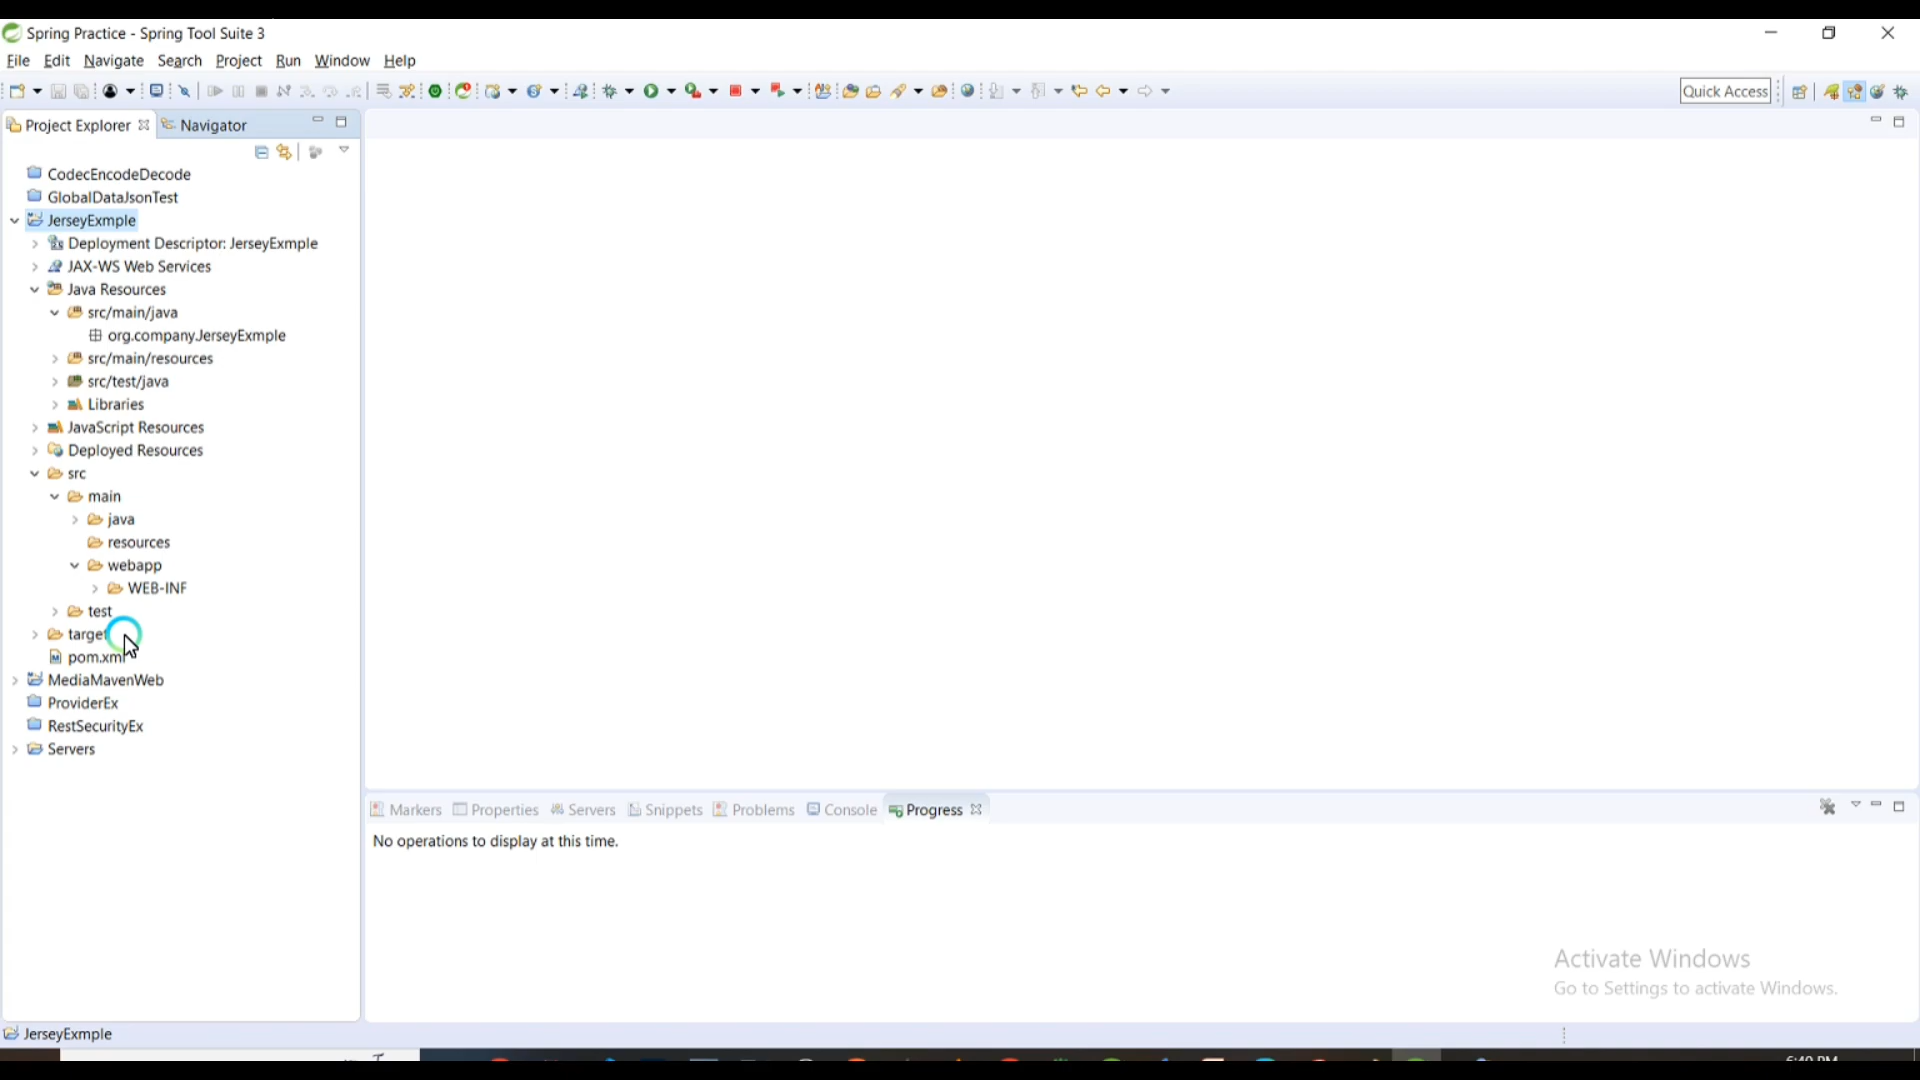 Spring Practice - Spring Tool Suite 3
File Edit Navigate Search Project Run Window Help
Quick Access
Project Explorer Navigator
CodecEncodeDecode
GlobalDataJsonTest
JerseyExmple
Deployment Descriptor: JerseyExmple
JAX-WS Web Services
Java Resources
src/main/java
org.company.JerseyExmple
src/main/resources
src/test/java
Libraries
JavaScript Resources
Deployed Resources
src
main
java
resources
webapp
WEB-INF
test
target
pom.xml
MediaMavenWeb
ProviderEx
RestSecurityEx
Servers
Markers Properties Servers Snippets Problems Console Progress
No operations to display at this time.
Activate Windows
Go to Settings to activate Windows.
JerseyExmple